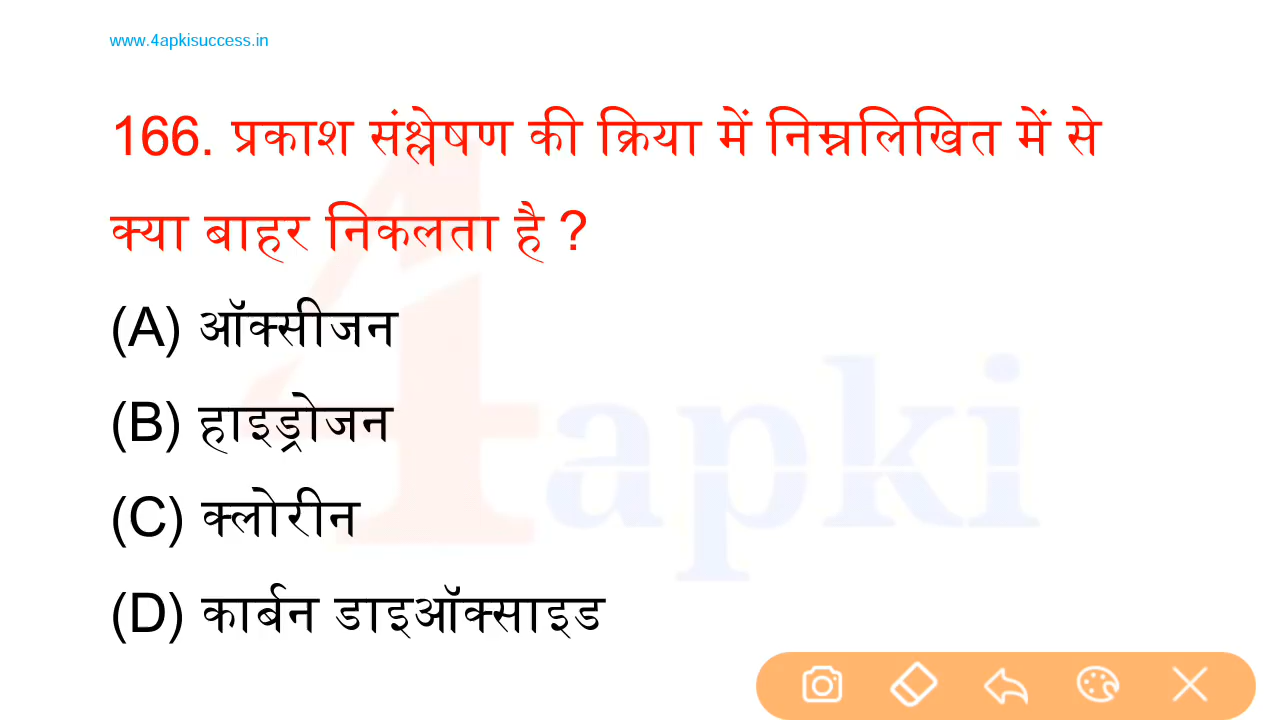 www.4apkisuccess.in
166. प्रकाश संश्लेषण की क्रिया में निम्नलिखित में से
क्या बाहर निकलता है ?
(A) ऑक्सीजन
(B) हाइड्रोजन
(C) क्लोरीन
(D) कार्बन डाइऑक्साइड
4apki